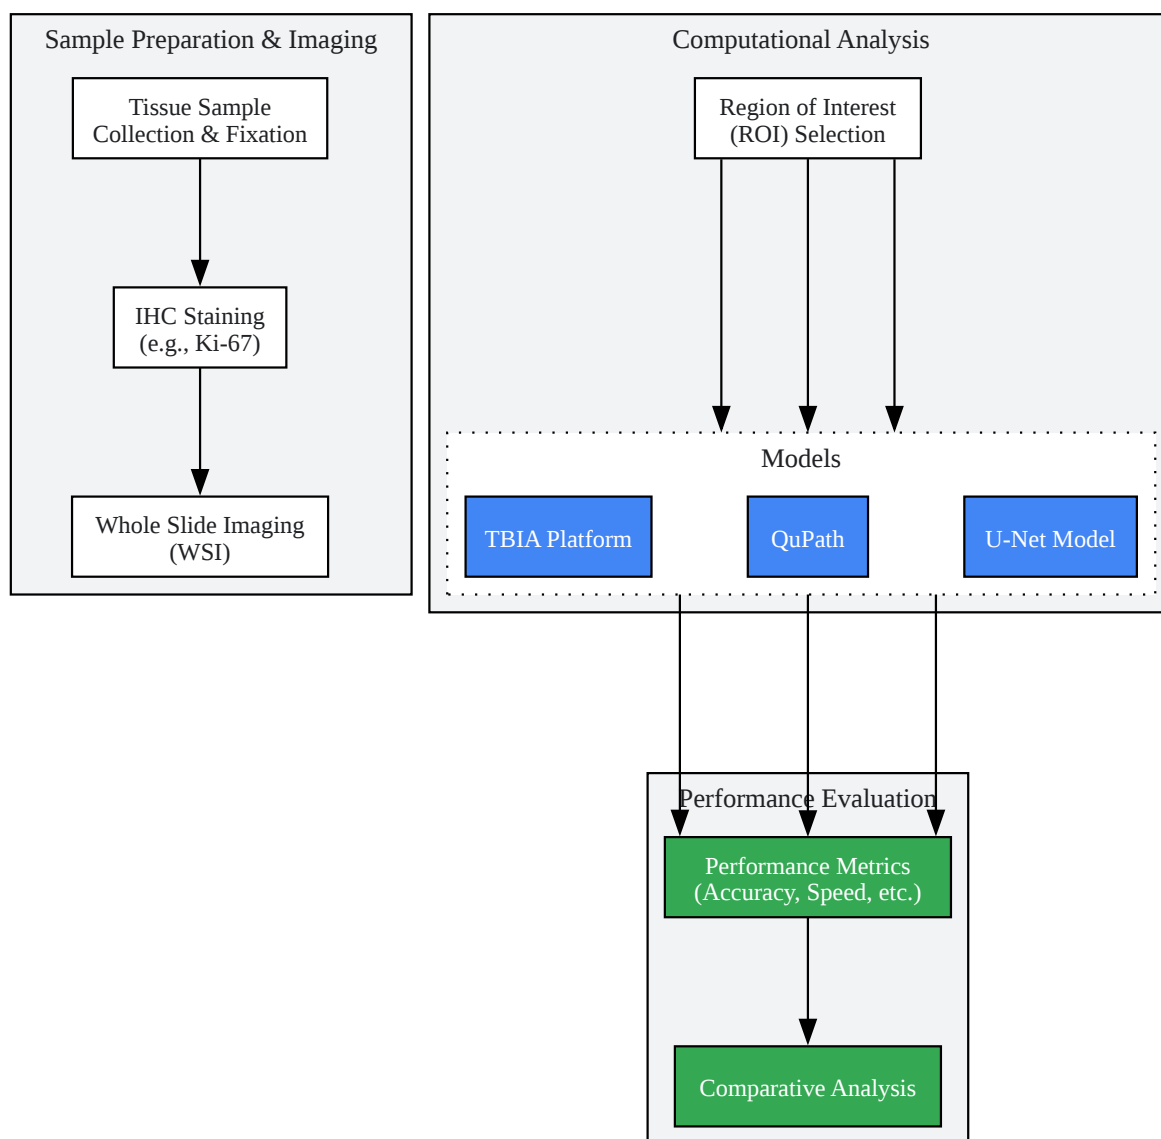 Sample Preparation & Imaging
Tissue Sample
Collection & Fixation
IHC Staining
(e.g., Ki-67)
Whole Slide Imaging
(WSI)
Computational Analysis
Region of Interest
(ROI) Selection
Models
TBIA Platform
QuPath
U-Net Model
Performance Evaluation
Performance Metrics
(Accuracy, Speed, etc.)
Comparative Analysis